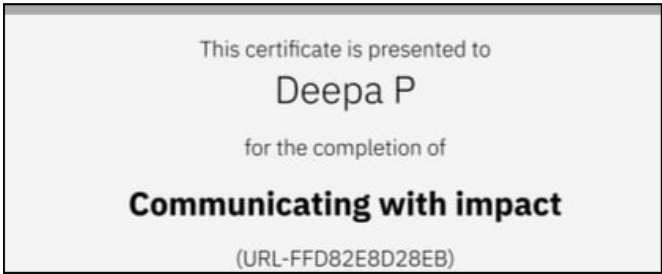 This certificate is presented to
Deepa P
for the completion of
Communicating with impact
(URL-FFD82E8D28EB)